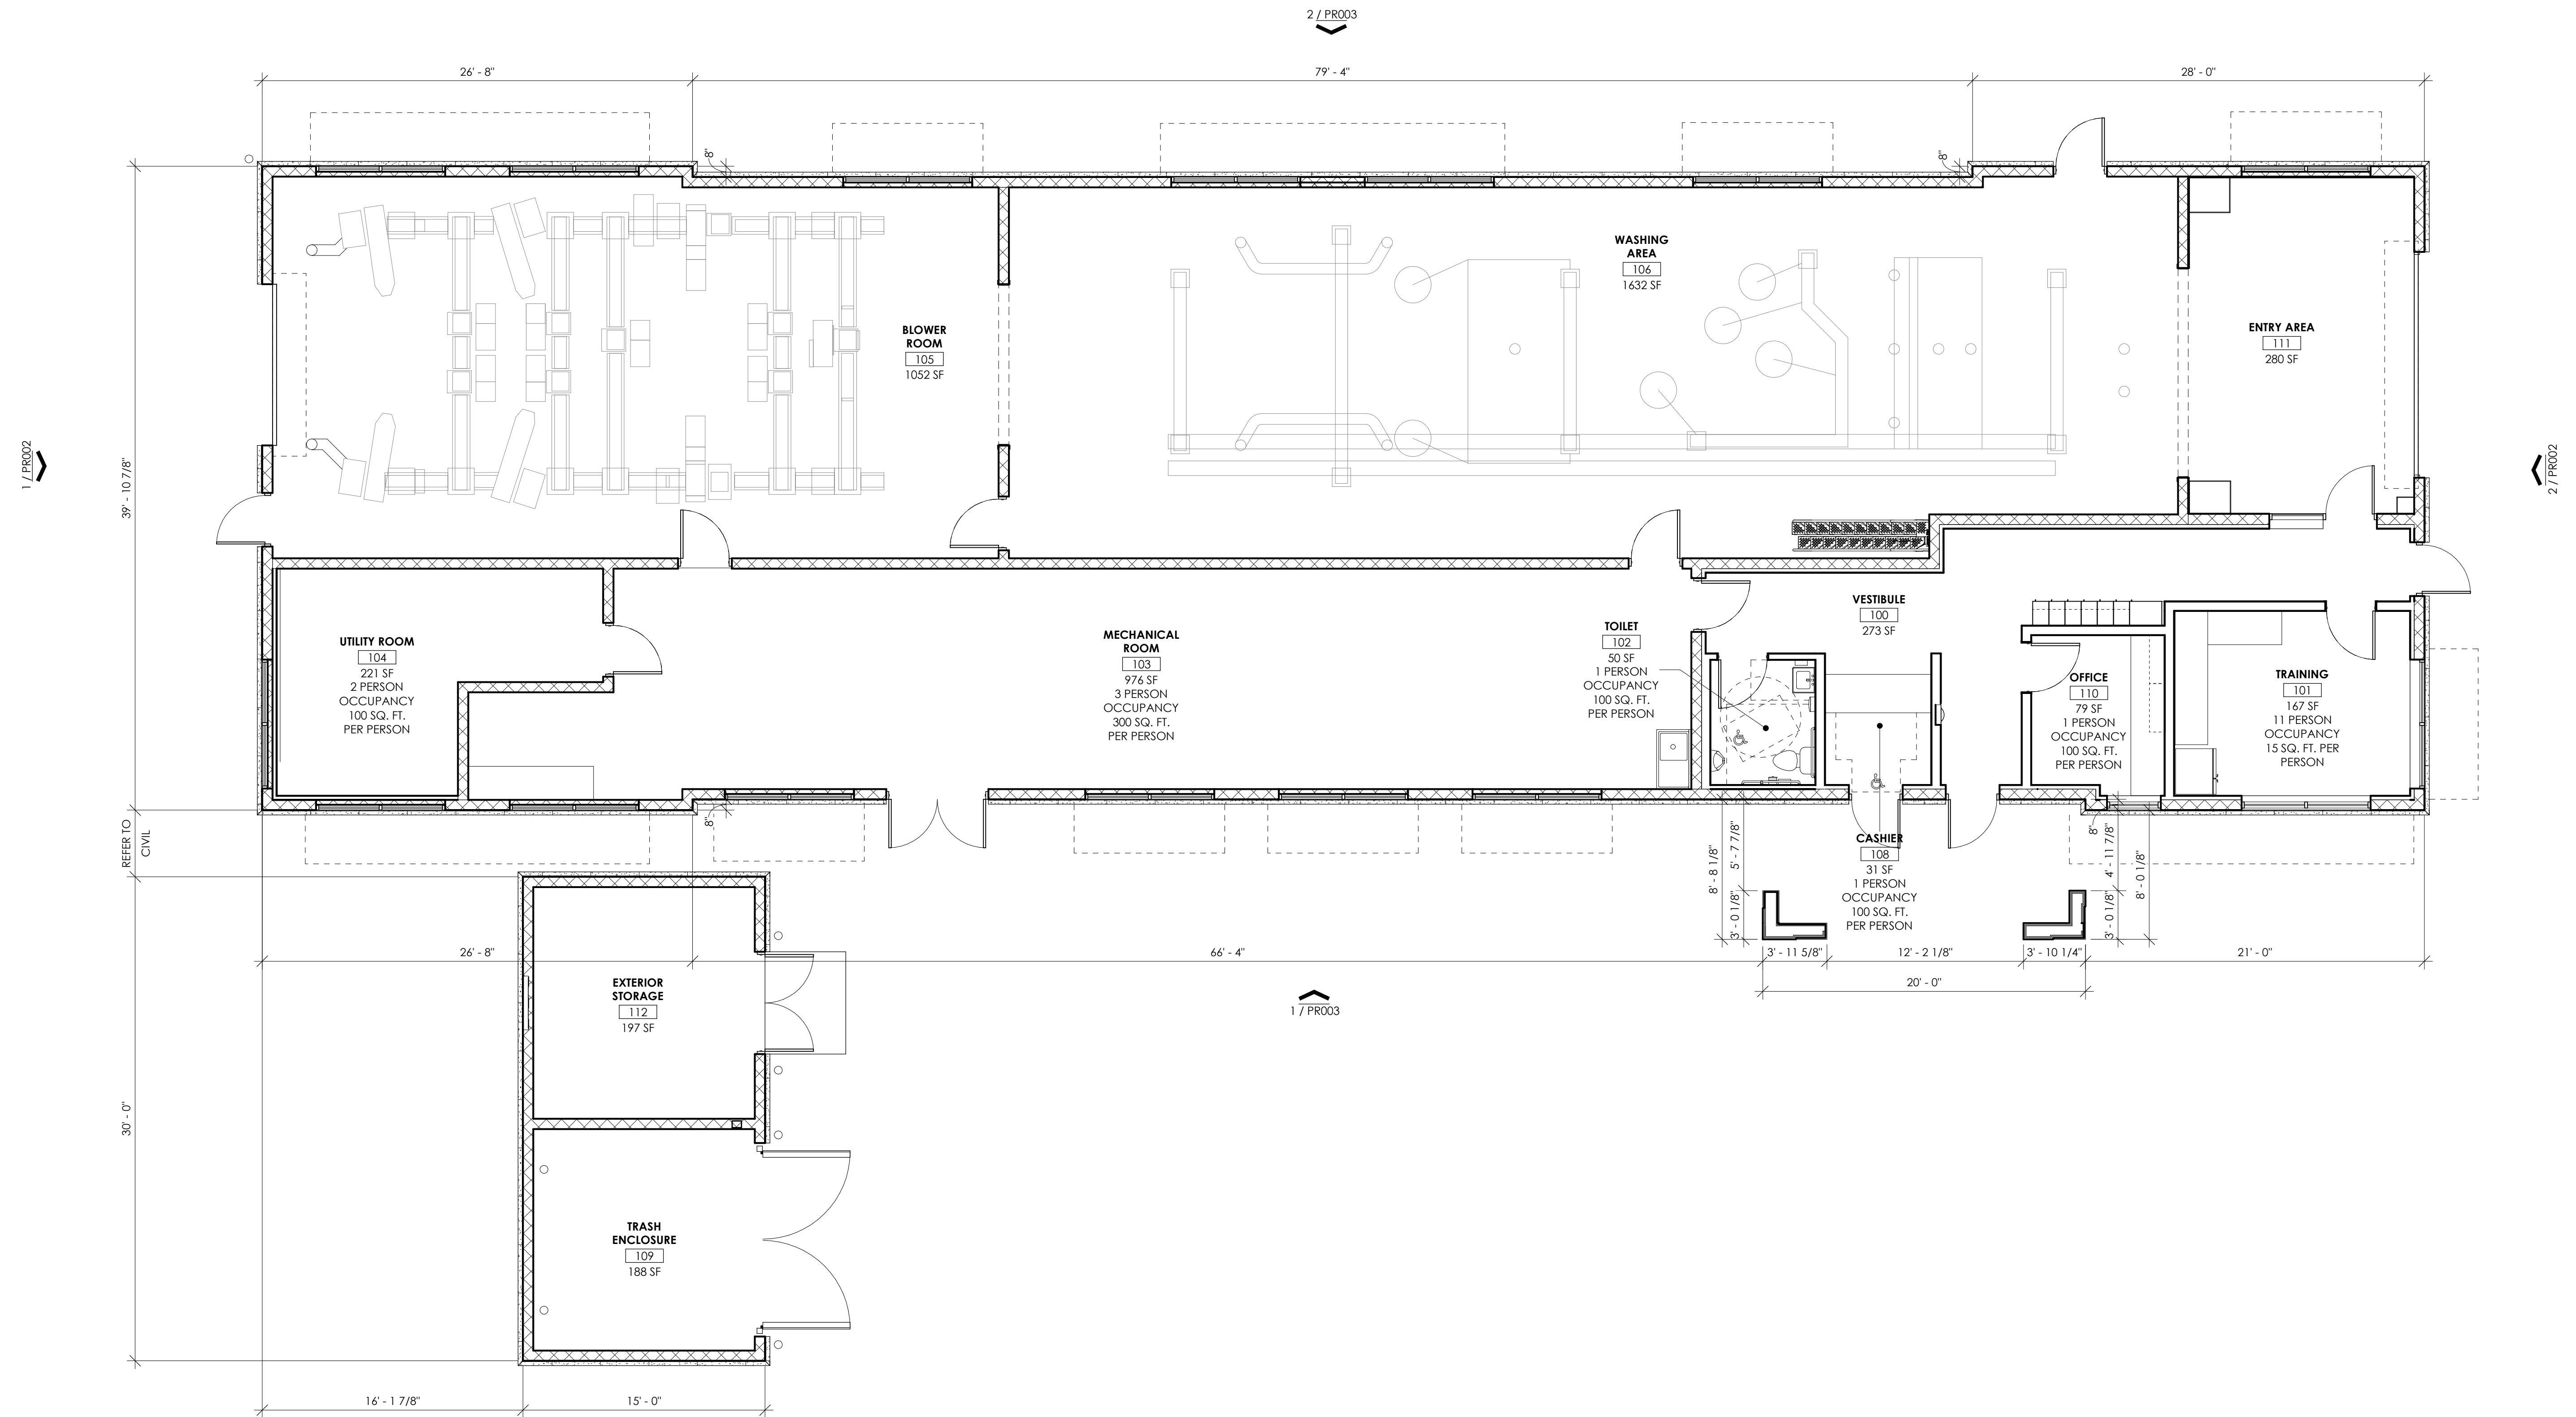 2 / PR003
26' - 8"
79' - 4"
28' - 0"
8"
8"
WASHING
AREA
106
1632 SF
BLOWER
ROOM
105
1052 SF
ENTRY AREA
111
280 SF
1 / PR002
2 / PR002
39' - 10 7/8"
VESTIBULE
100
273 SF
UTILITY ROOM
104
221 SF
2 PERSON
OCCUPANCY
100 SQ. FT.
PER PERSON
MECHANICAL
ROOM
103
976 SF
3 PERSON
OCCUPANCY
300 SQ. FT.
PER PERSON
TOILET
102
50 SF
1 PERSON
OCCUPANCY
100 SQ. FT.
PER PERSON
OFFICE
110
79 SF
1 PERSON
OCCUPANCY
100 SQ. FT.
PER PERSON
TRAINING
101
167 SF
11 PERSON
OCCUPANCY
15 SQ. FT. PER
PERSON
REFER TO
CIVIL
8"
8"
CASHIER
108
31 SF
1 PERSON
OCCUPANCY
100 SQ. FT.
PER PERSON
8' - 8 1/8"
5' - 7 7/8"
3' - 0 1/8"
4' - 11 7/8"
3' - 0 1/8"
8' - 0 1/8"
26' - 8"
66' - 4"
3' - 11 5/8"
12' - 2 1/8"
3' - 10 1/4"
21' - 0"
20' - 0"
1 / PR003
EXTERIOR
STORAGE
112
197 SF
30' - 0"
TRASH
ENCLOSURE
109
188 SF
16' - 1 7/8"
15' - 0"